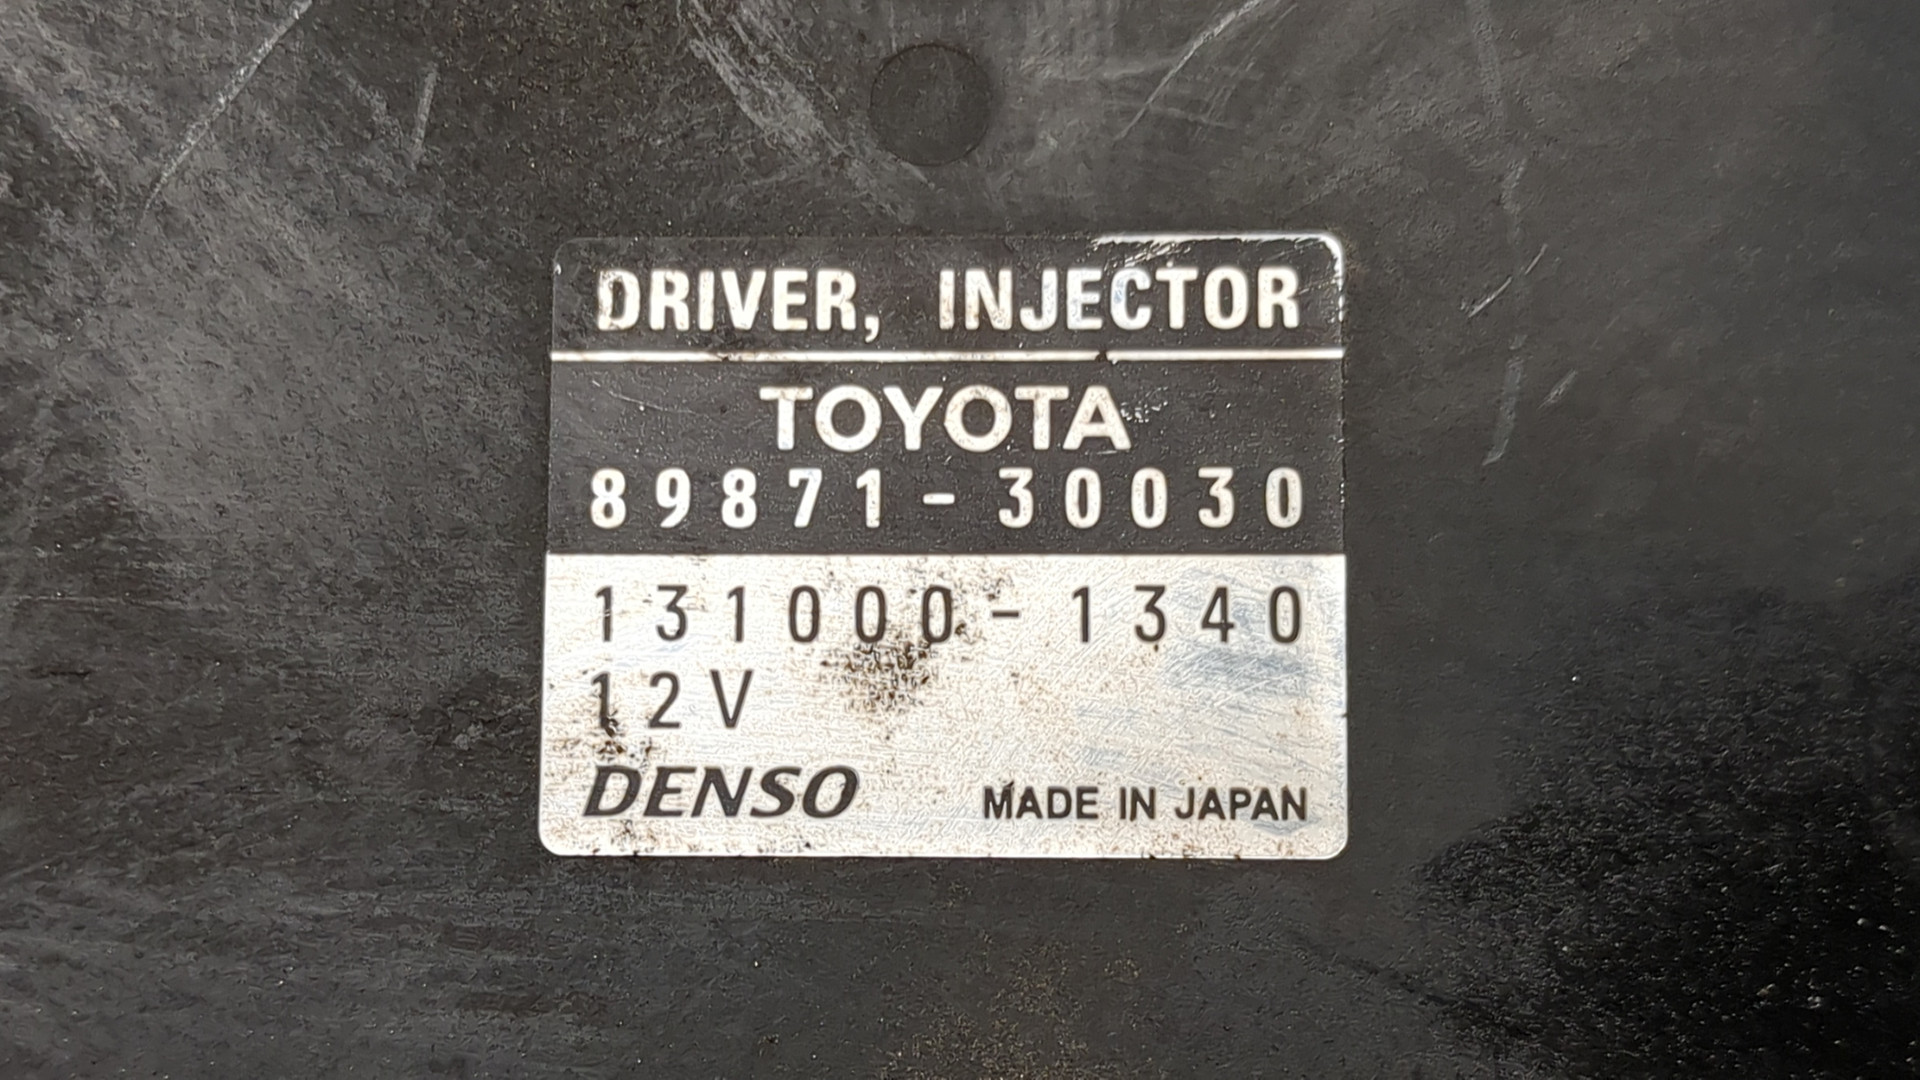 DRIVER, INJECTOR
TOYOTA
89871-30030
131000-1340
12V
DENSO MADE IN JAPAN